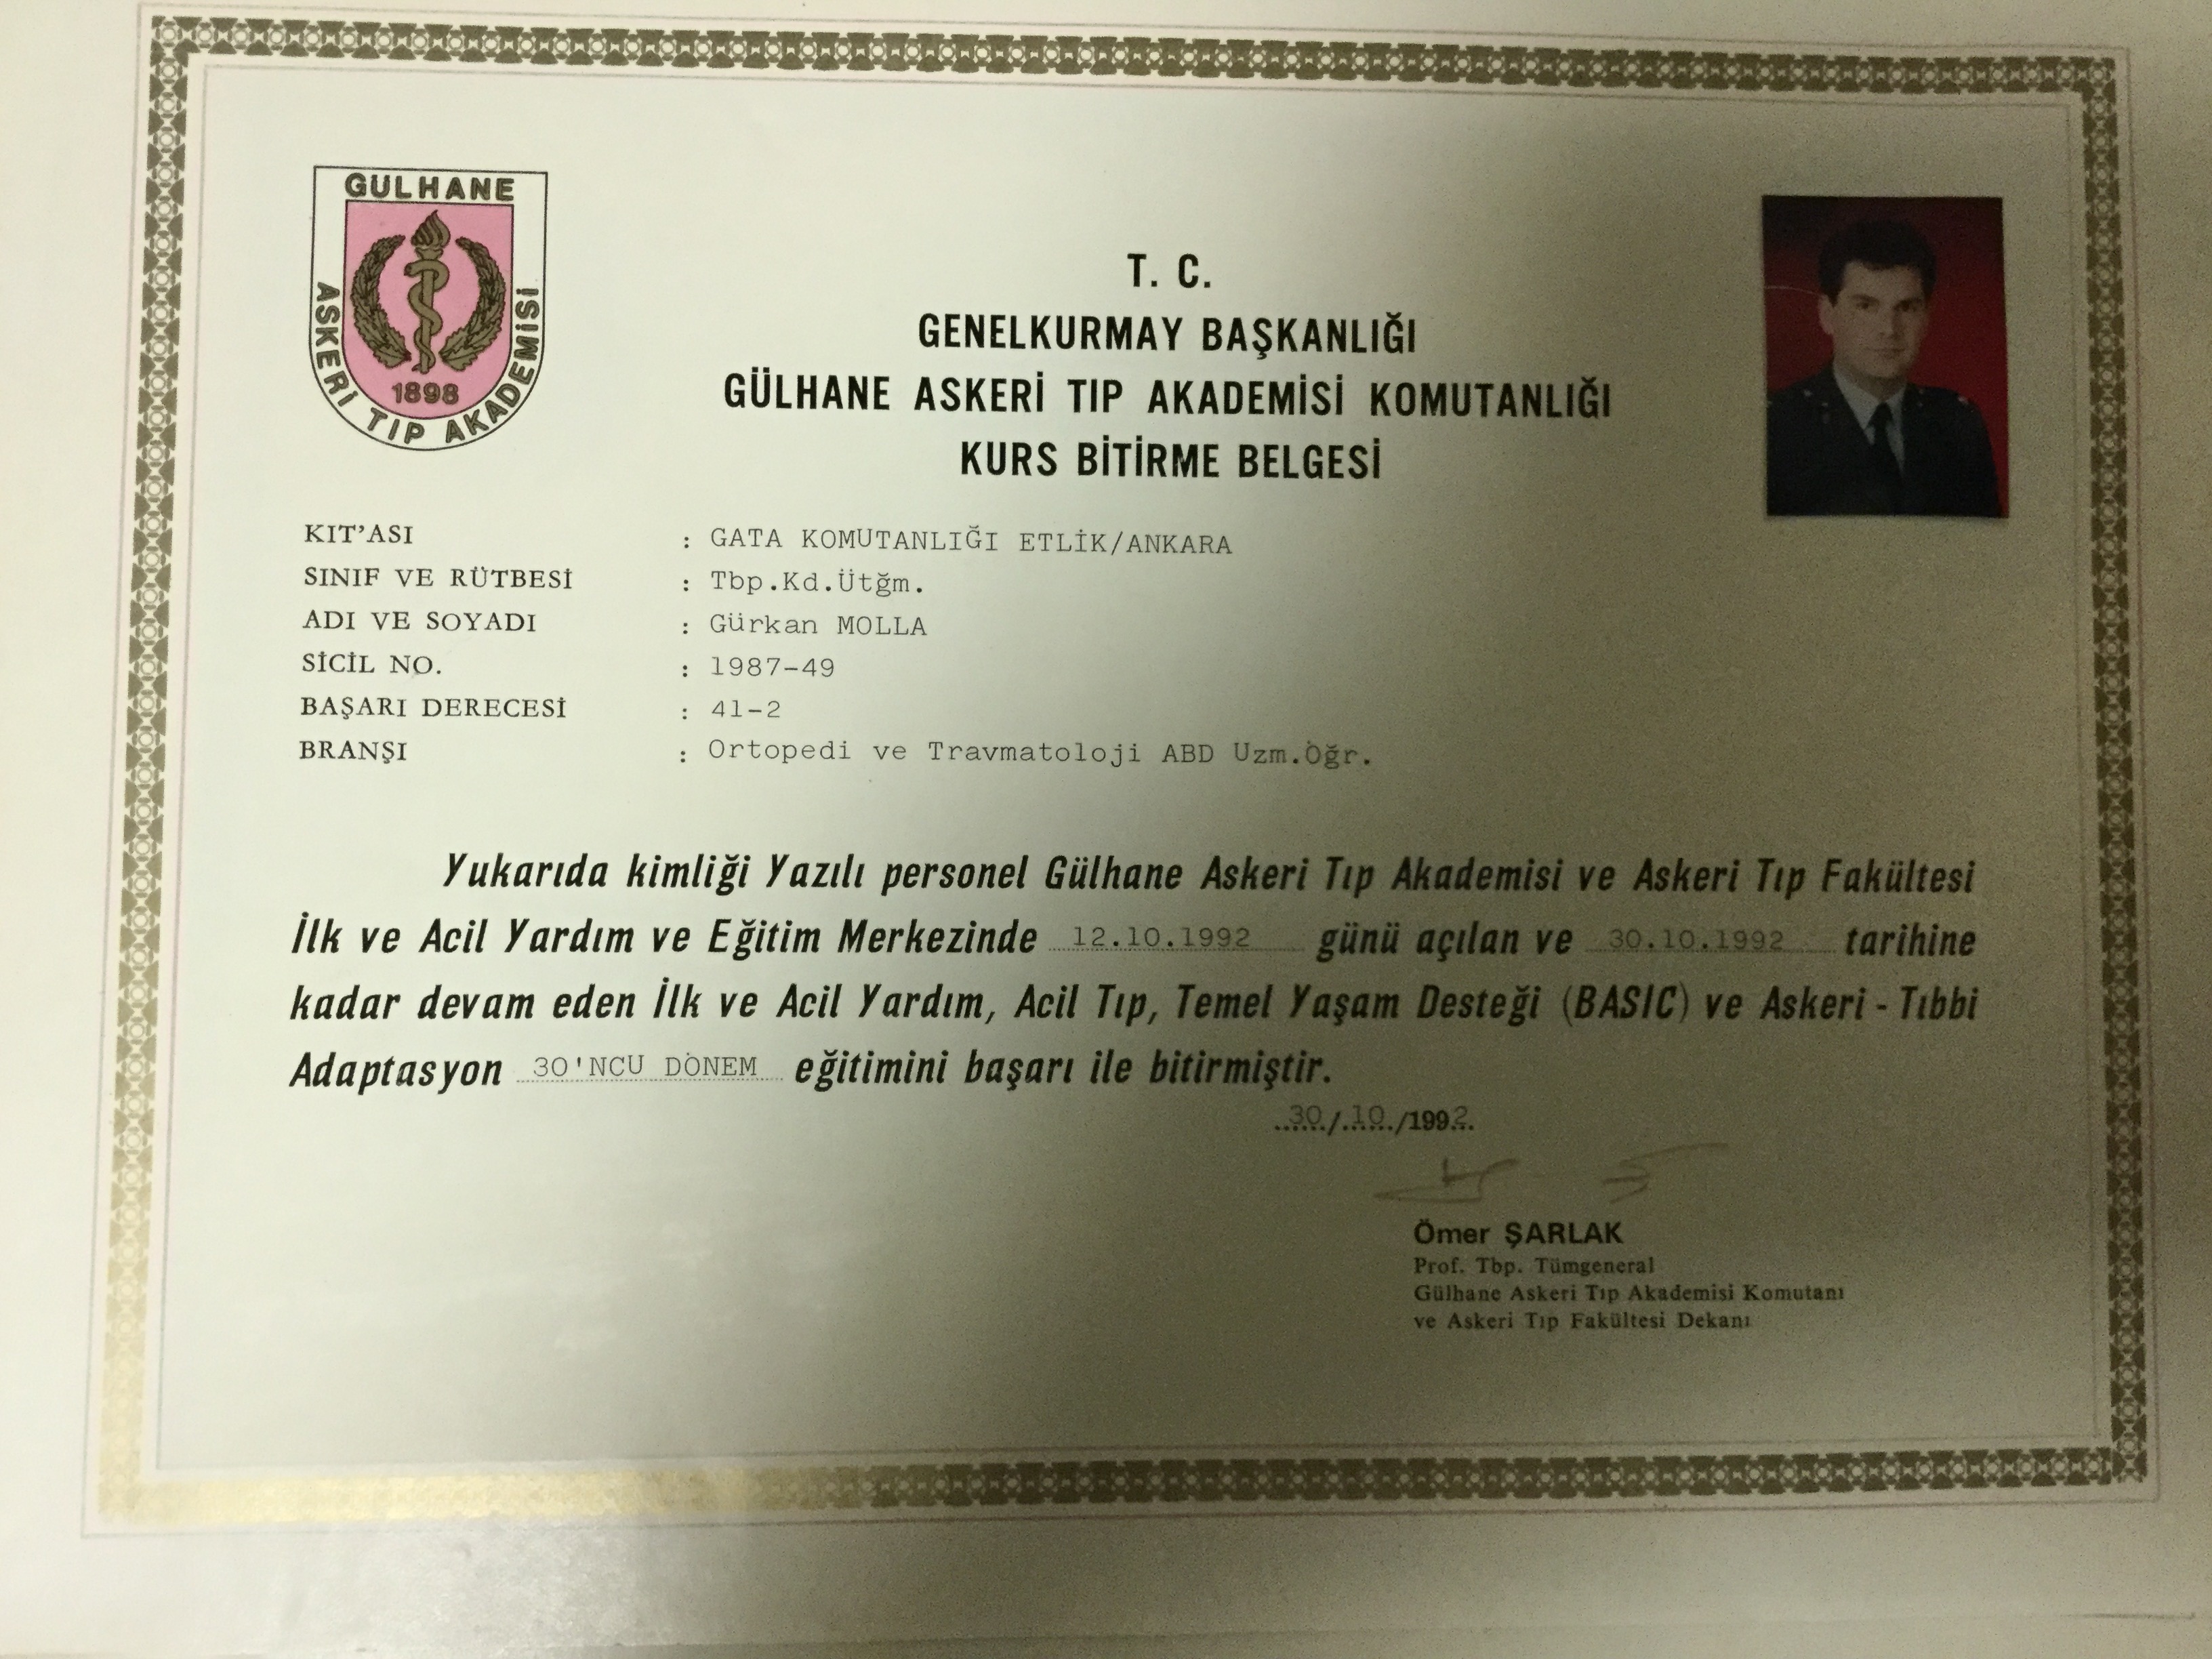 GÜLHANE
ASKERİ TIP AKADEMİSİ
1898
T. C.
GENELKURMAY BAŞKANLIĞI
GÜLHANE ASKERİ TIP AKADEMİSİ KOMUTANLIĞI
KURS BİTİRME BELGESİ
KIT'ASI : GATA KOMUTANLIĞI ETLİK/ANKARA
SINIF VE RÜTBESİ : Tbp.Kd.Ütğm.
ADI VE SOYADI : Gürkan MOLLA
SİCİL NO. : 1987-49
BAŞARI DERECESİ : 41-2
BRANŞI : Ortopedi ve Travmatoloji ABD Uzm.Öğr.
Yukarıda kimliği Yazılı personel Gülhane Askeri Tıp Akademisi ve Askeri Tıp Fakültesi
İlk ve Acil Yardım ve Eğitim Merkezinde 12.10.1992 günü açılan ve 30.10.1992 tarihine
kadar devam eden İlk ve Acil Yardım, Acil Tıp, Temel Yaşam Desteği (BASIC) ve Askeri - Tıbbi
Adaptasyon 30'NCU DÖNEM eğitimini başarı ile bitirmiştir.
30/10/1992
Ömer ŞARLAK
Prof. Tbp. Tümgeneral
Gülhane Askeri Tıp Akademisi Komutanı
ve Askeri Tıp Fakültesi Dekanı